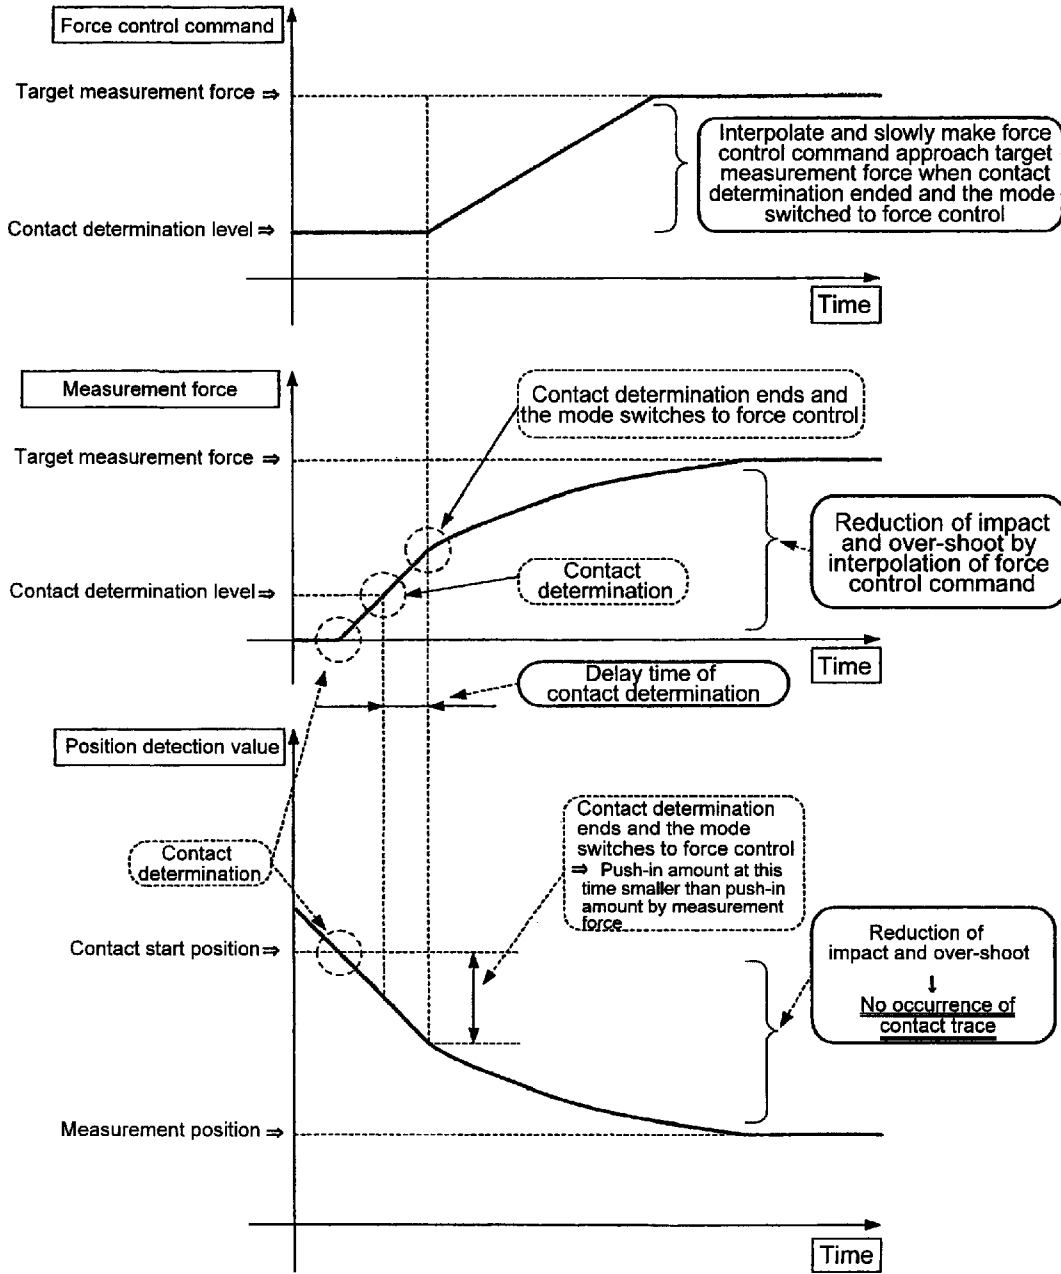 Force control command
Target measurement force ⇒
Interpolate and slowly make force
control command approach target
measurement force when contact
determination ended and the mode
switched to force control
Contact determination level ⇒
Time
Measurement force
Contact determination ends and
the mode switches to force control
Target measurement force ⇒
Reduction of impact
and over-shoot by
interpolation of force
control command
Contact
determination
Contact determination level ⇒
Time
Delay time of
contact determination
Position detection value
Contact determination
ends and the mode
switches to force control
⇒ Push-in amount at this
time smaller than push-in
amount by measurement
force
Contact
determination
Contact start position ⇒
Reduction of
impact and over-shoot
↓
No occurrence of
contact trace
Measurement position ⇒
Time